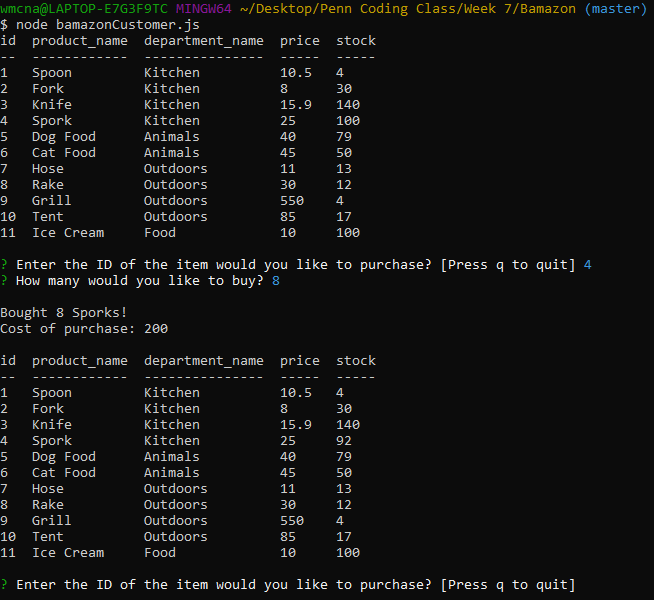 wmcna@LAPTOP-E7G3F9TC MINGW64 ~/Desktop/Penn Coding Class/Week 7/Bamazon (master)
$ node bamazonCustomer.js
id  product_name  department_name  price  stock
--  ------------  ---------------  -----  -----
1   Spoon         Kitchen          10.5   4
2   Fork          Kitchen          8      30
3   Knife         Kitchen          15.9   140
4   Spork         Kitchen          25     100
5   Dog Food      Animals          40     79
6   Cat Food      Animals          45     50
7   Hose          Outdoors         11     13
8   Rake          Outdoors         30     12
9   Grill         Outdoors         550    4
10  Tent          Outdoors         85     17
11  Ice Cream     Food             10     100
? Enter the ID of the item would you like to purchase? [Press q to quit] 4
? How many would you like to buy? 8
Bought 8 Sporks!
Cost of purchase: 200
id  product_name  department_name  price  stock
--  ------------  ---------------  -----  -----
1   Spoon         Kitchen          10.5   4
2   Fork          Kitchen          8      30
3   Knife         Kitchen          15.9   140
4   Spork         Kitchen          25     92
5   Dog Food      Animals          40     79
6   Cat Food      Animals          45     50
7   Hose          Outdoors         11     13
8   Rake          Outdoors         30     12
9   Grill         Outdoors         550    4
10  Tent          Outdoors         85     17
11  Ice Cream     Food             10     100
? Enter the ID of the item would you like to purchase? [Press q to quit]